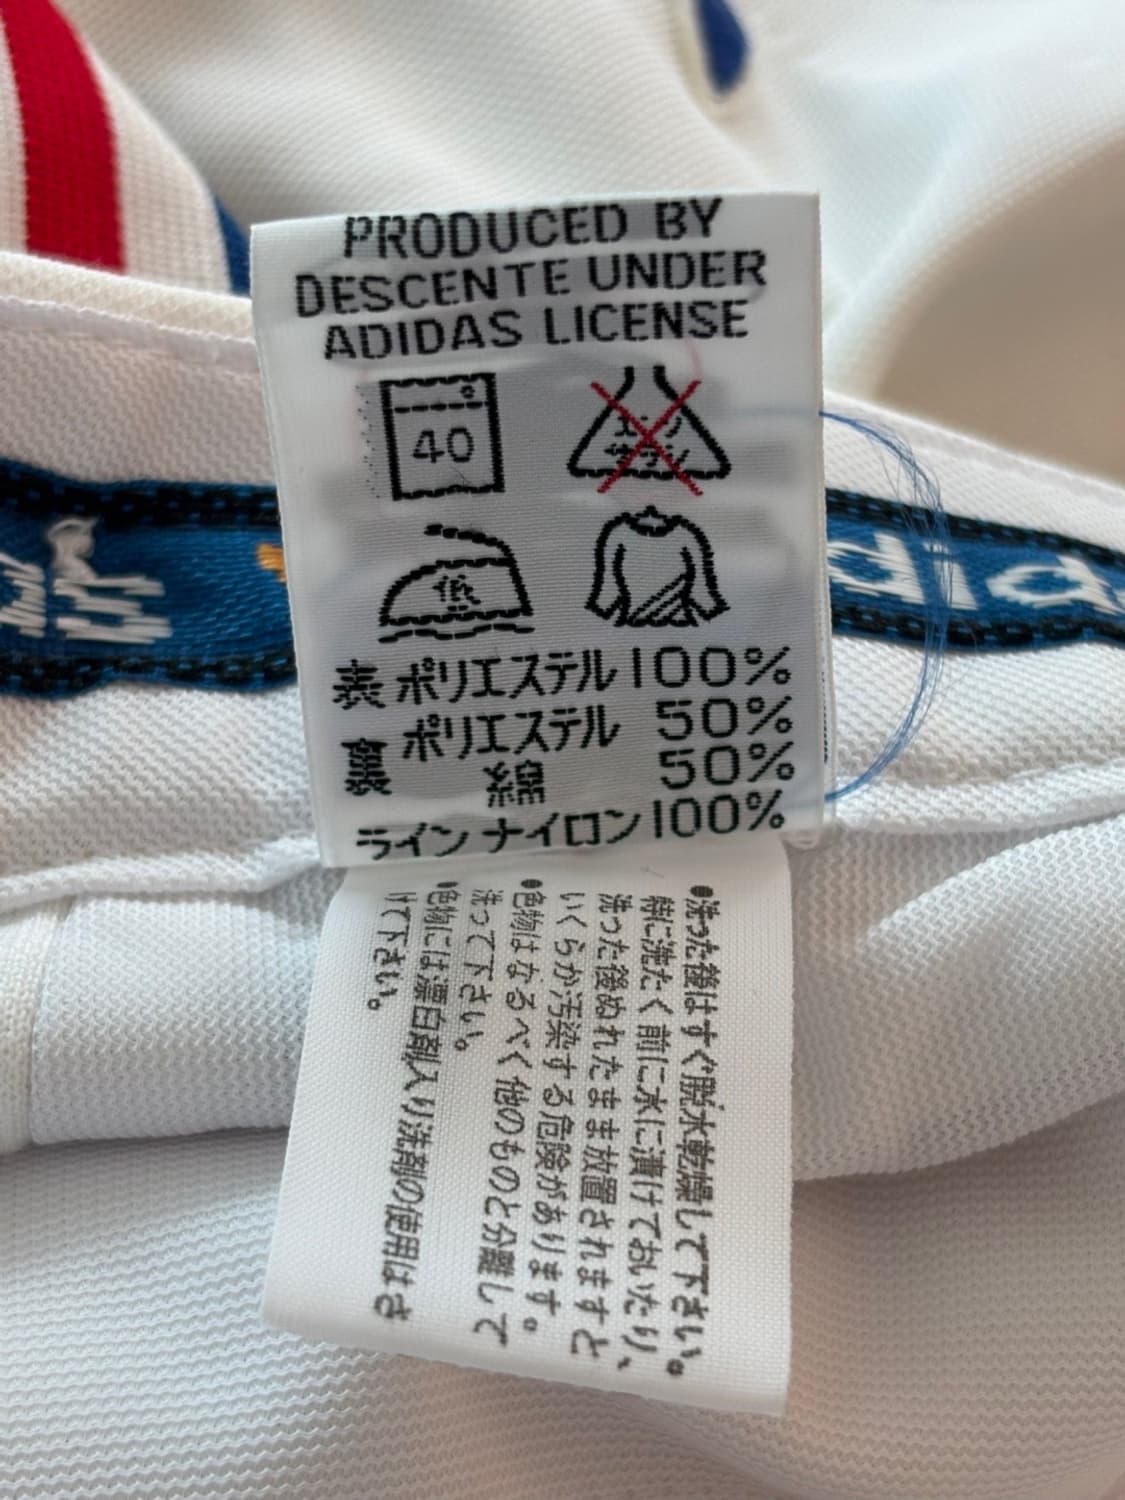 PRODUCED BY
DESCENTE UNDER
ADIDAS LICENSE
40
エンソ
サラシ
低
表 ポリエステル 100%
裏 ポリエステル 50%
綿 50%
ライン ナイロン 100%
●洗った後はすぐ脱水乾燥して下さい。
特に洗たく前に水に漬けておいたり、
洗った後ぬれたまま放置されますと
いくらか汚染する危険があります。
●色物はなるべく他のものと分離して
洗って下さい。
●色物には漂白剤入り洗剤の使用はさ
けて下さい。